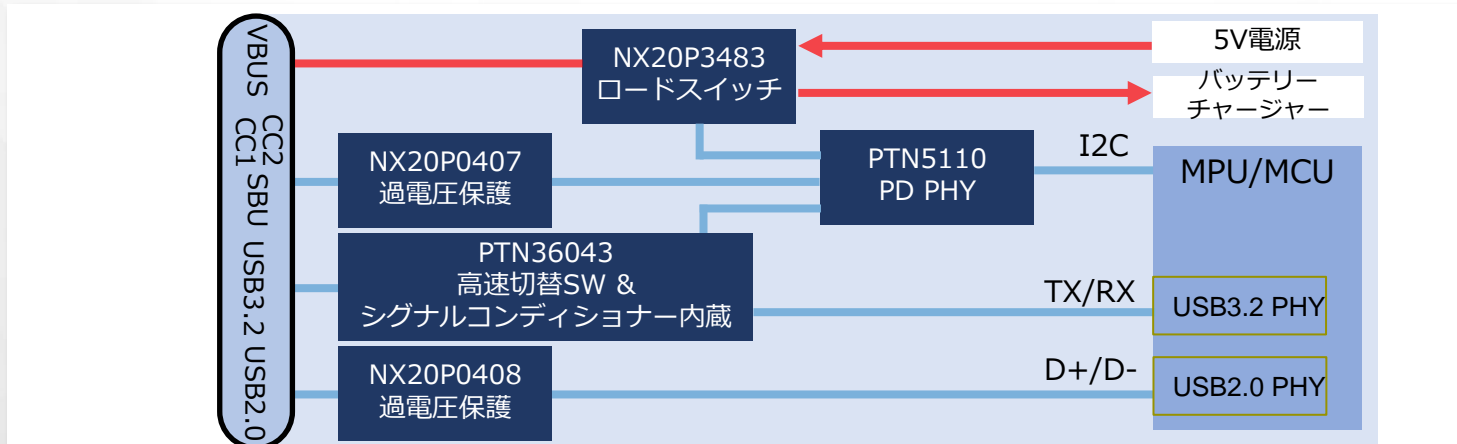 VBUS
CC2
CC1
SBU
USB3.2
USB2.0
NX20P3483
ロードスイッチ
5V電源
バッテリー
チャージャー
NX20P0407
過電圧保護
PTN5110
PD PHY
I2C
MPU/MCU
PTN36043
高速切替SW &
シグナルコンディショナー内蔵
TX/RX
USB3.2 PHY
NX20P0408
過電圧保護
D+/D-
USB2.0 PHY